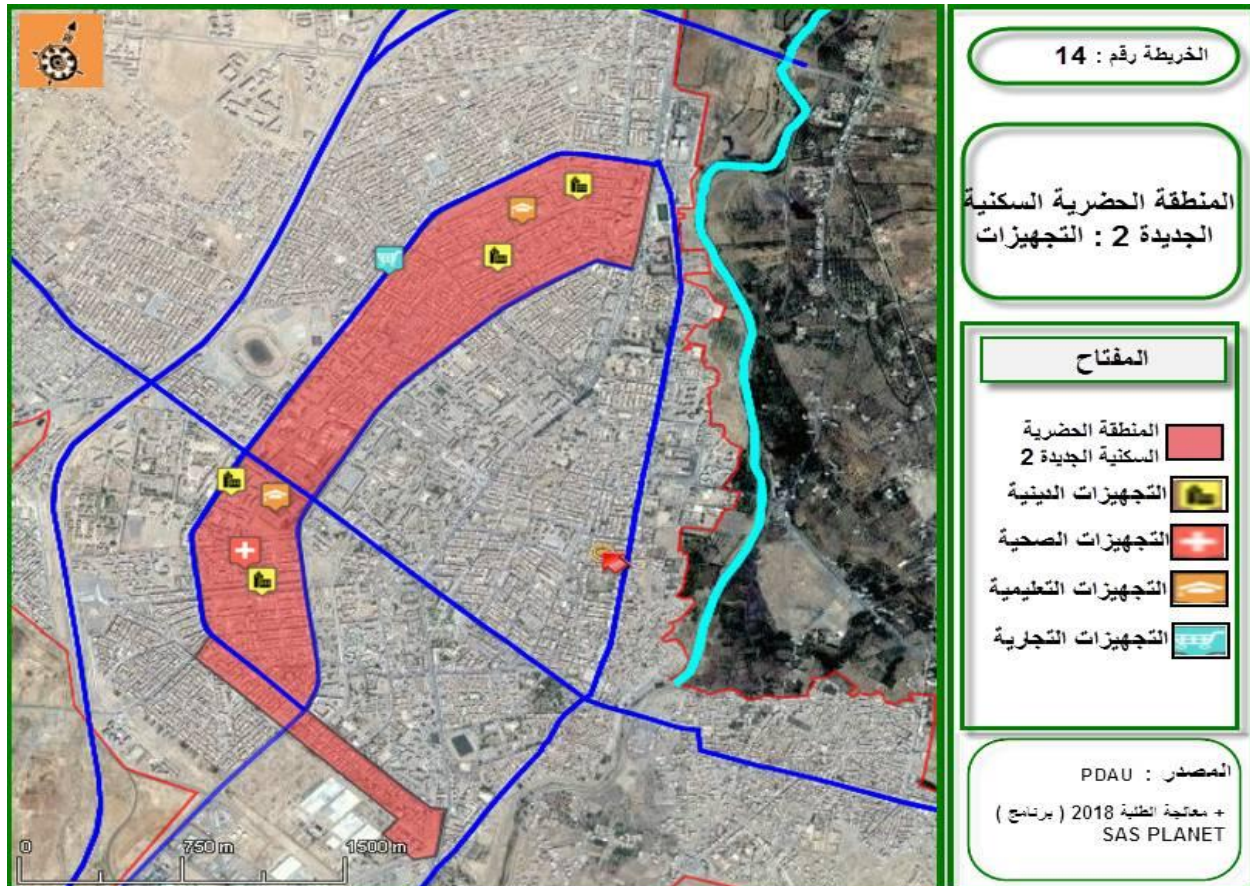 الخريطة رقم : 14
المنطقة الحضرية السكنية
الجديدة 2 : التجهيزات
المفتاح
المنطقة الحضرية
السكنية الجديدة 2
التجهيزات الدينية
التجهيزات الصحية
التجهيزات التعليمية
التجهيزات التجارية
المصدر : PDAU
+ معالجة الطلبة 2018 ( برنامج )
SAS PLANET
0 750 m 1500 m